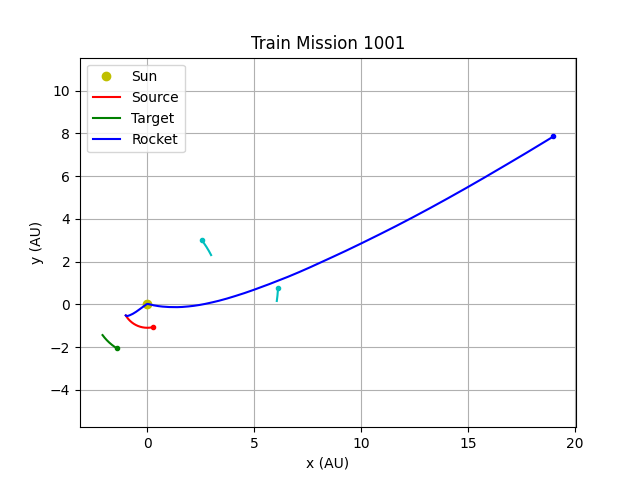 Train Mission 1001
Sun
Source
Target
Rocket
10
8
6
4
2
0
−2
−4
y (AU)
0
5
10
15
20
x (AU)